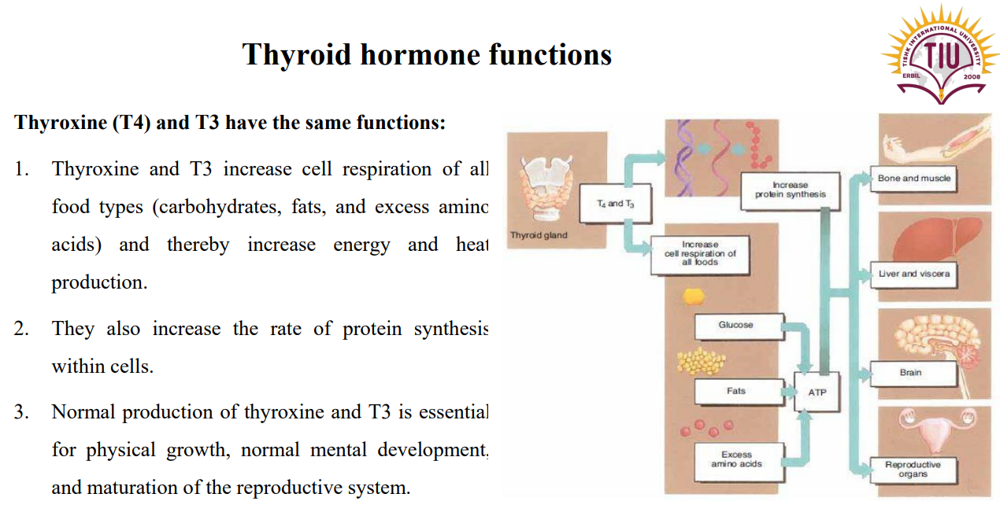 Thyroid hormone functions
TISHK INTERNATIONAL UNIVERSITY
TIU
ERBIL 2008
Thyroxine (T4) and T3 have the same functions:
1. Thyroxine and T3 increase cell respiration of all
food types (carbohydrates, fats, and excess amino
acids) and thereby increase energy and heat
production.
2. They also increase the rate of protein synthesis
within cells.
3. Normal production of thyroxine and T3 is essential
for physical growth, normal mental development,
and maturation of the reproductive system.
Thyroid gland
T4 and T3
Increase
protein synthesis
Increase
cell respiration of
all foods
Glucose
Fats
Excess
amino acids
ATP
Bone and muscle
Liver and viscera
Brain
Reproductive
organs